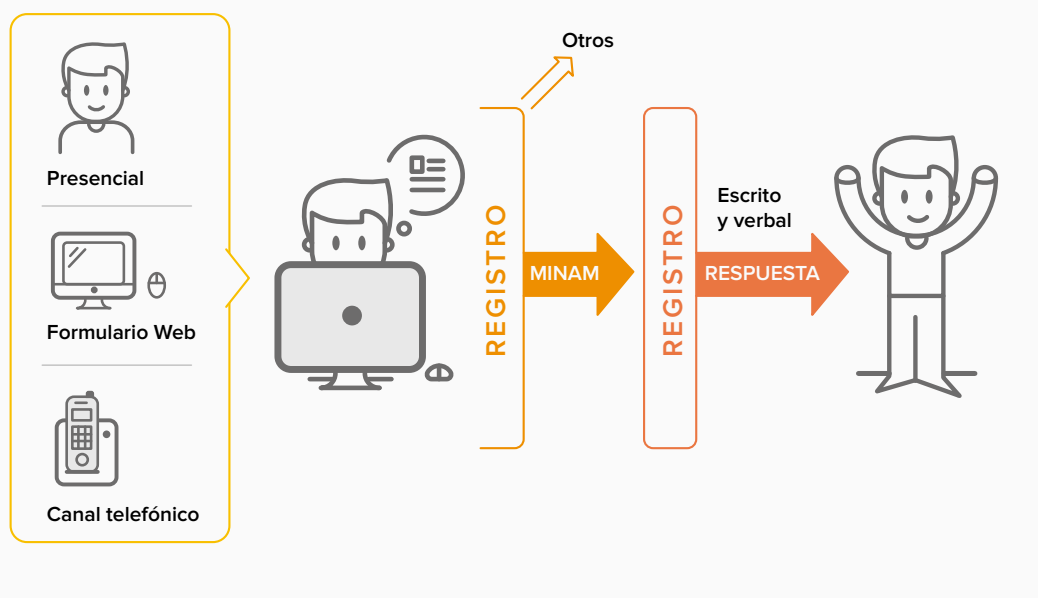 Presencial
Formulario Web
Canal telefónico
Otros
REGISTRO
MINAM
REGISTRO
Escrito
y verbal
RESPUESTA